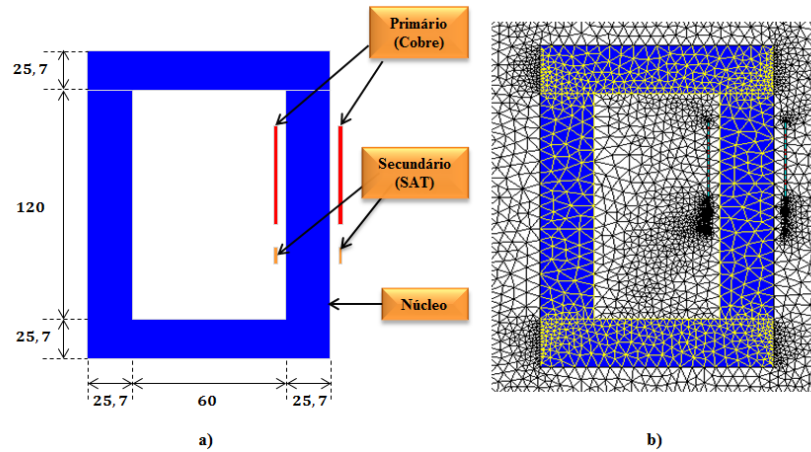 Primário
(Cobre)
25,7
120
Secundário
(SAT)
Núcleo
25,7
25,7
60
25,7
a)
b)